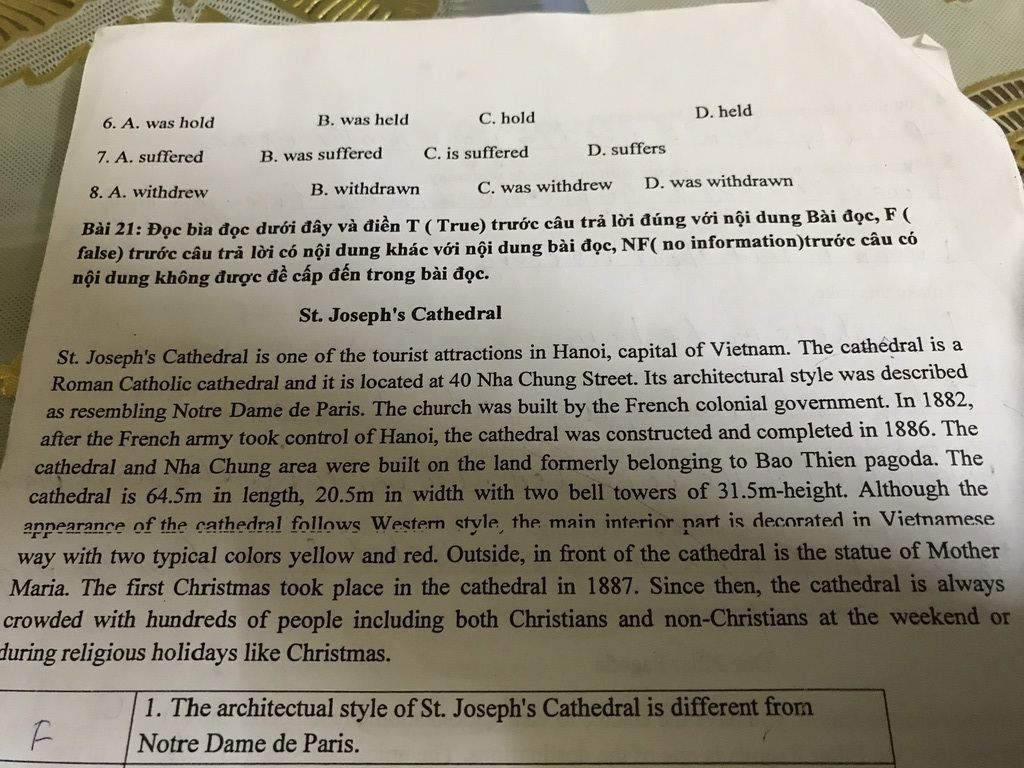 6. A. was hold B. was held C. hold D. held
7. A. suffered B. was suffered C. is suffered D. suffers
8. A. withdrew B. withdrawn C. was withdrew D. was withdrawn
Bài 21: Đọc bìa đọc dưới đây và điền T ( True) trước câu trả lời đúng với nội dung Bài đọc, F (
false) trước câu trả lời có nội dung khác với nội dung bài đọc, NF( no information)trước câu có
nội dung không được đề cấp đến trong bài đọc.
St. Joseph's Cathedral
St. Joseph's Cathedral is one of the tourist attractions in Hanoi, capital of Vietnam. The cathedral is a
Roman Catholic cathedral and it is located at 40 Nha Chung Street. Its architectural style was described
as resembling Notre Dame de Paris. The church was built by the French colonial government. In 1882,
after the French army took control of Hanoi, the cathedral was constructed and completed in 1886. The
cathedral and Nha Chung area were built on the land formerly belonging to Bao Thien pagoda. The
cathedral is 64.5m in length, 20.5m in width with two bell towers of 31.5m-height. Although the
appearance of the cathedral follows Western style, the main interior part is decorated in Vietnamese
way with two typical colors yellow and red. Outside, in front of the cathedral is the statue of Mother
Maria. The first Christmas took place in the cathedral in 1887. Since then, the cathedral is always
crowded with hundreds of people including both Christians and non-Christians at the weekend or
during religious holidays like Christmas.
F 1. The architectual style of St. Joseph's Cathedral is different from
Notre Dame de Paris.